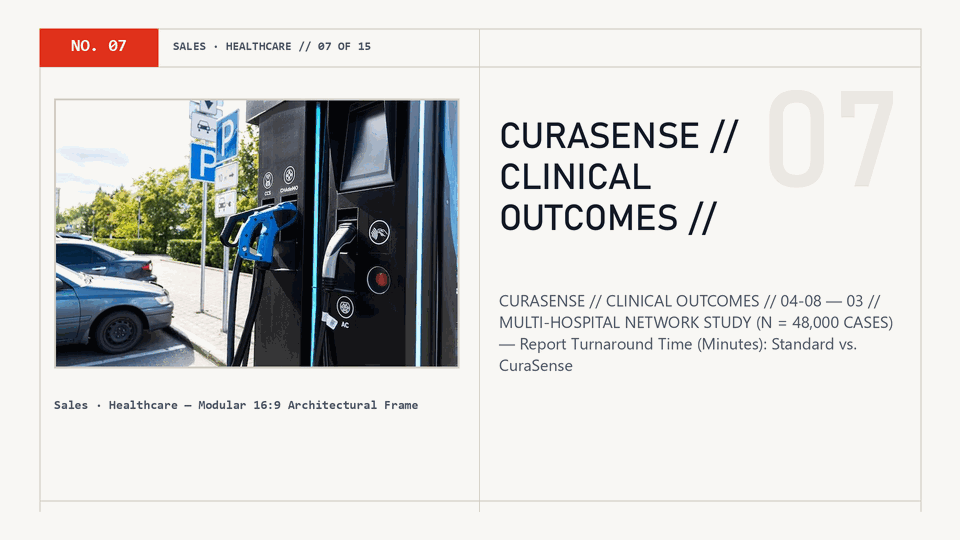 NO. 07
SALES · HEALTHCARE // 07 OF 15
07
CURASENSE //
CLINICAL
OUTCOMES //
CURASENSE // CLINICAL OUTCOMES // 04-08 — 03 //
MULTI-HOSPITAL NETWORK STUDY (N = 48,000 CASES)
— Report Turnaround Time (Minutes): Standard vs.
CuraSense
P
P
CCS
CHAdeMO
AC
Sales · Healthcare — Modular 16:9 Architectural Frame